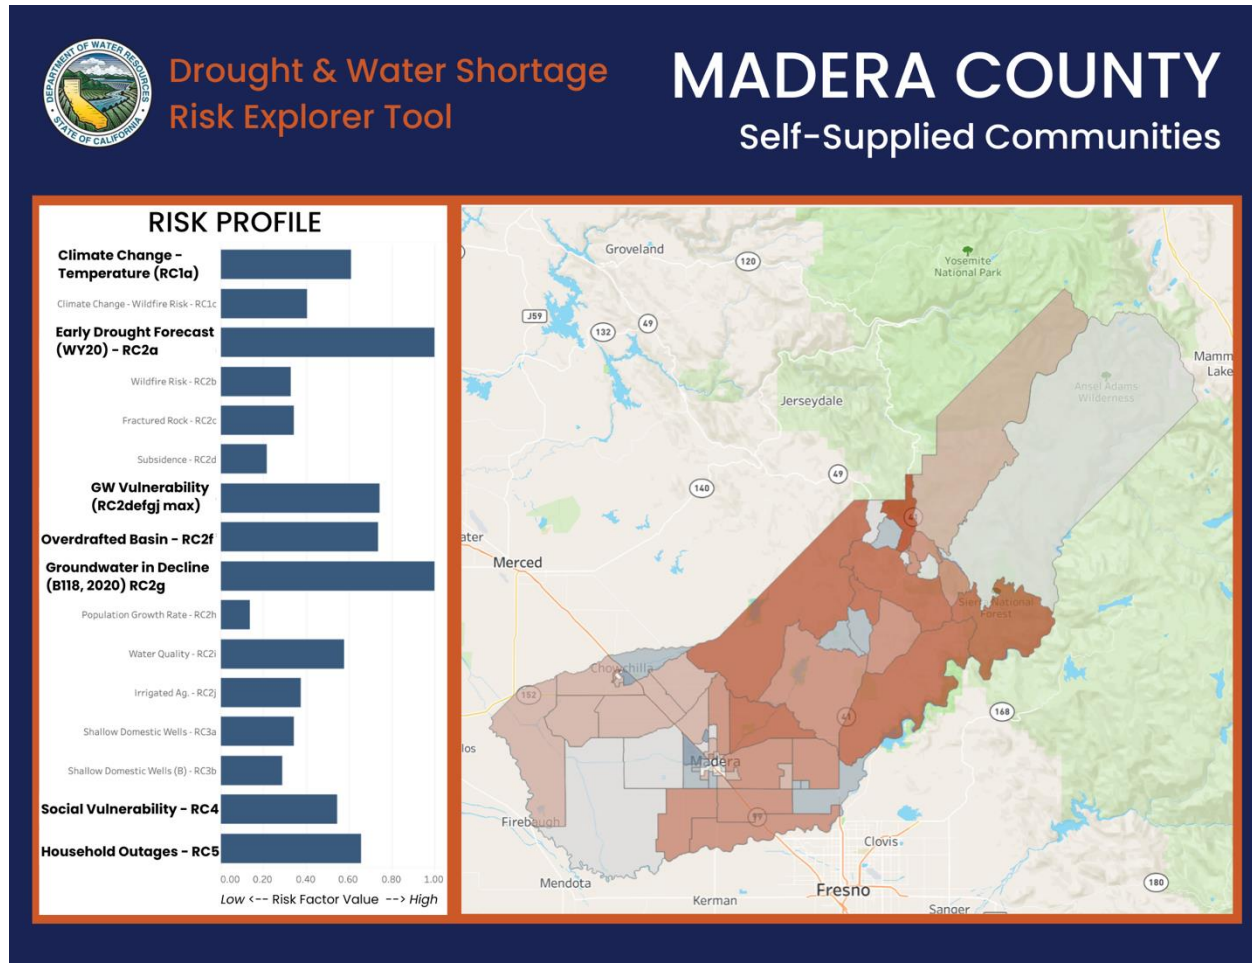 DEPARTMENT OF WATER RESOURCES
STATE OF CALIFORNIA
Drought & Water Shortage
Risk Explorer Tool
MADERA COUNTY
Self-Supplied Communities
RISK PROFILE
Climate Change -
Temperature (RC1a)
Climate Change - Wildfire Risk - RC1c
Early Drought Forecast
(WY20) - RC2a
Wildfire Risk - RC2b
Fractured Rock - RC2c
Subsidence - RC2d
GW Vulnerability
(RC2defgj max)
Overdrafted Basin - RC2f
Groundwater in Decline
(B118, 2020) RC2g
Population Growth Rate - RC2h
Water Quality - RC2i
Irrigated Ag. - RC2j
Shallow Domestic Wells - RC3a
Shallow Domestic Wells (B) - RC3b
Social Vulnerability - RC4
Household Outages - RC5
0.00 0.20 0.40 0.60 0.80 1.00
Low <-- Risk Factor Value --> High
Groveland
120
Yosemite
National Park
J59
132
49
Mamm
Lake
Ansel Adams
Wilderness
Jerseydale
49
140
41
ater
Merced
Sierra National
Forest
Chowchilla
152
41
168
los
Madera
Firebaugh
99
Clovis
Mendota
Fresno
180
Kerman
Sanger